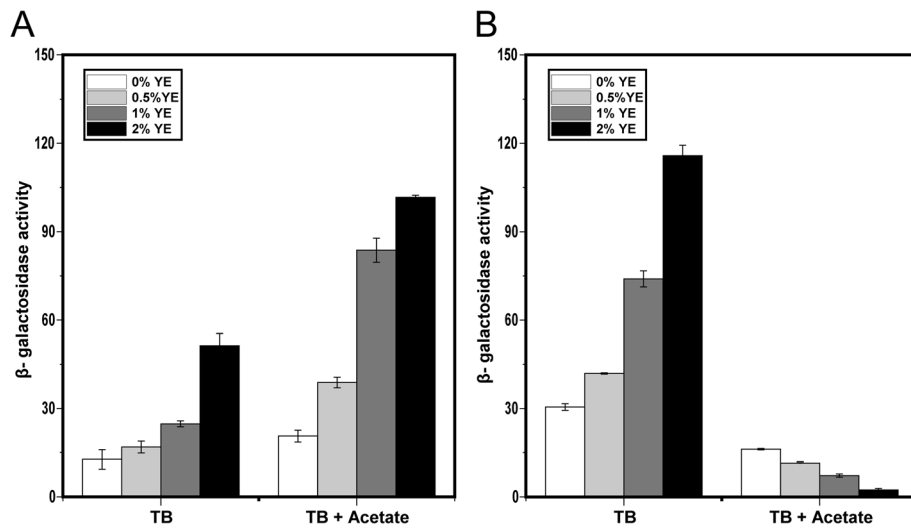 A
150
120
90
60
30
0
β- galactosidase activity
0% YE
0.5%YE
1% YE
2% YE
TB
TB + Acetate
B
150
120
90
60
30
0
β- galactosidase activity
0% YE
0.5%YE
1% YE
2% YE
TB
TB + Acetate